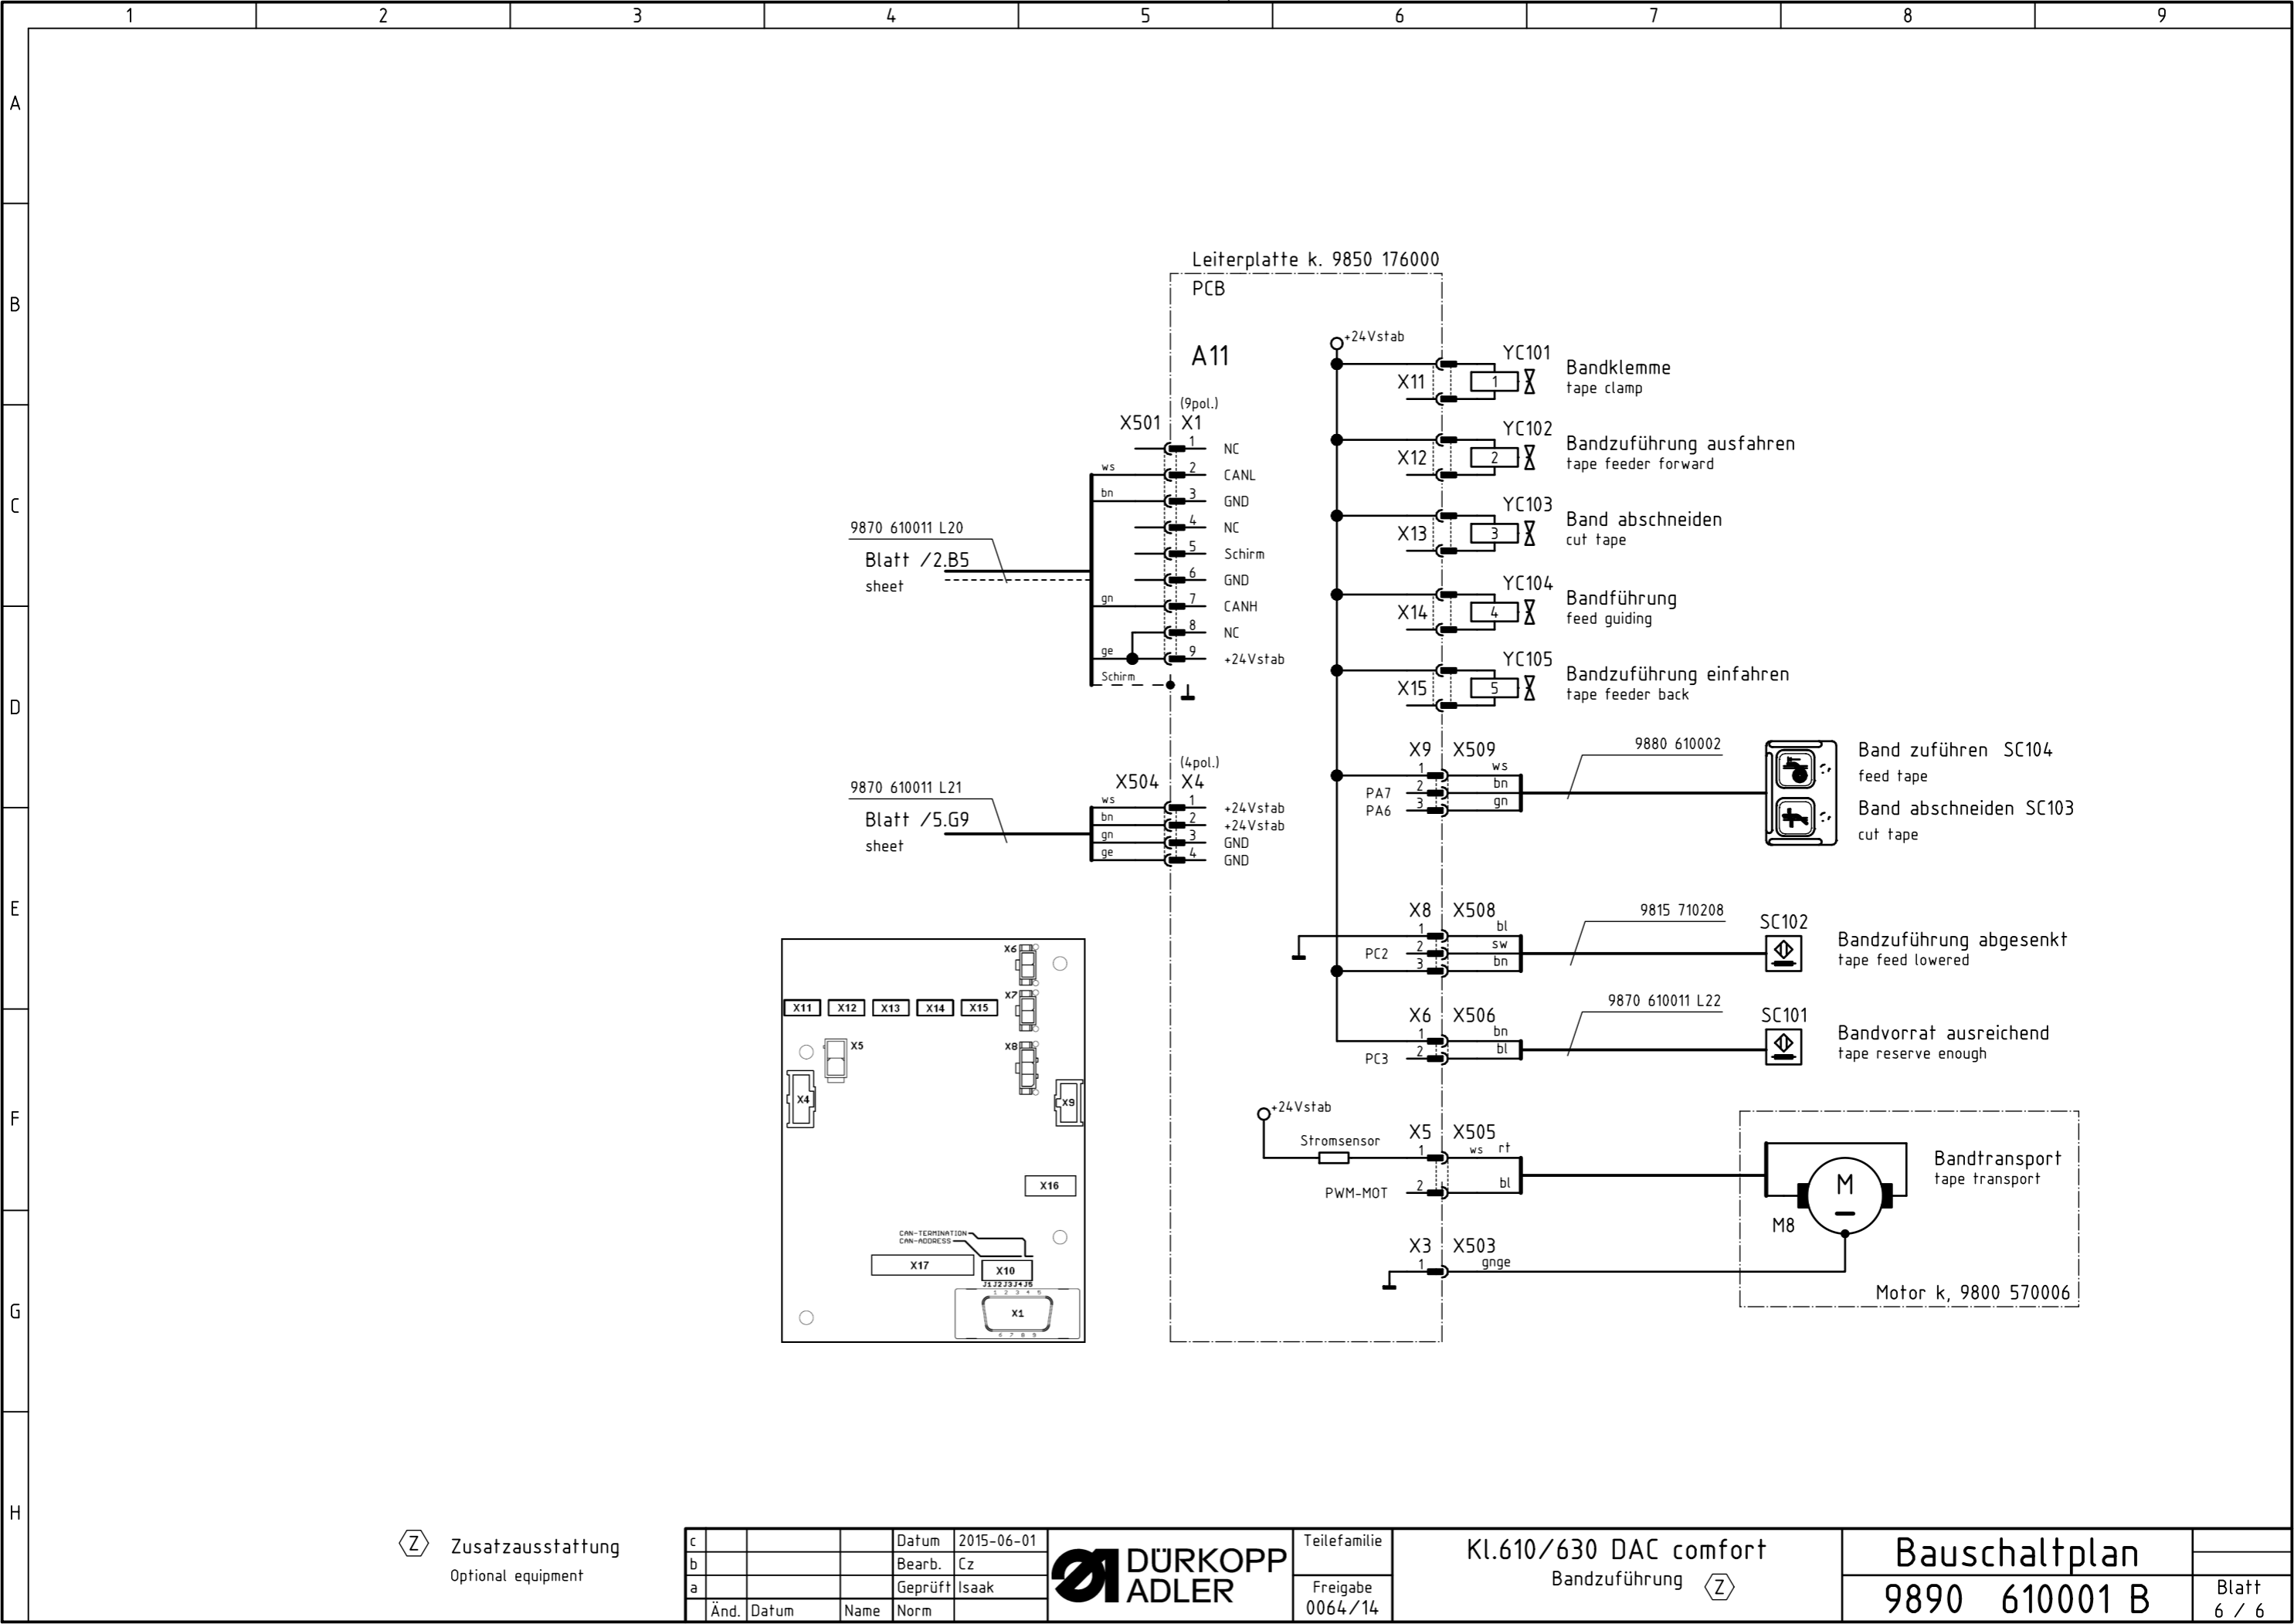 1 2 3 4 5 6 7 8 9
A
B
C
D
E
F
G
H
Leiterplatte k. 9850 176000
PCB
A11
+24Vstab
X11
YC101
1
Bandklemme
tape clamp
X12
YC102
2
Bandzuführung ausfahren
tape feeder forward
X13
YC103
3
Band abschneiden
cut tape
X14
YC104
4
Bandführung
feed guiding
X15
YC105
5
Bandzuführung einfahren
tape feeder back
(9pol.)
X501 X1
1 NC
ws 2 CANL
bn 3 GND
4 NC
5 Schirm
6 GND
gn 7 CANH
8 NC
ge 9 +24Vstab
Schirm
9870 610011 L20
Blatt /2.B5
sheet
(4pol.)
X504 X4
ws 1 +24Vstab
bn 2 +24Vstab
gn 3 GND
ge 4 GND
9870 610011 L21
Blatt /5.G9
sheet
X9 X509
1 ws
PA7 2 bn
PA6 3 gn
9880 610002
Band zuführen SC104
feed tape
Band abschneiden SC103
cut tape
X8 X508
1 bl
PC2 2 sw
3 bn
9815 710208
SC102
Bandzuführung abgesenkt
tape feed lowered
X6 X506
1 bn
PC3 2 bl
9870 610011 L22
SC101
Bandvorrat ausreichend
tape reserve enough
+24Vstab
Stromsensor
X5 X505
1 ws rt
PWM-MOT 2 bl
M
M8
Bandtransport
tape transport
X3 X503
1 gnge
Motor k, 9800 570006
X6
X7
X11 X12 X13 X14 X15
X5
X8
X4
X9
X16
CAN-TERMINATION
CAN-ADDRESS
X17
X10
J1J2J3J4J5
1 2 3 4 5
X1
6 7 8 9
Z Zusatzausstattung
Optional equipment
c Datum 2015-06-01
b Bearb. Cz
a Geprüft Isaak
Änd. Datum Name Norm
DÜRKOPP
ADLER
Teilefamilie
Freigabe
0064/14
Kl.610/630 DAC comfort
Bandzuführung Z
Bauschaltplan
9890 610001 B
Blatt
6 / 6